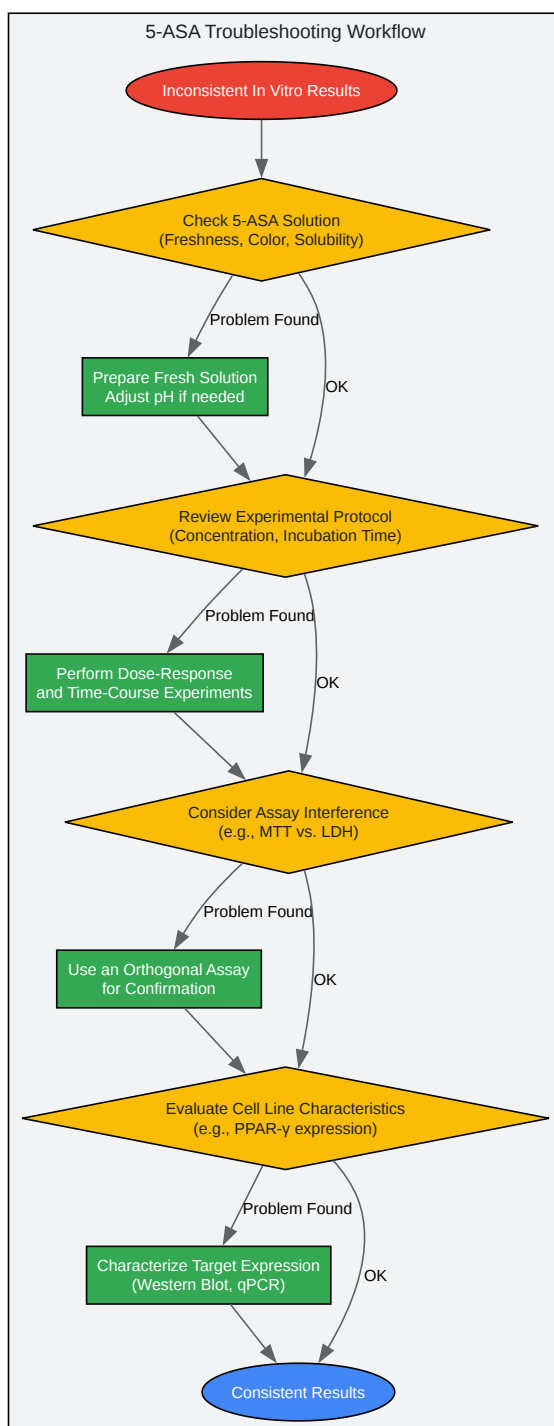 5-ASA Troubleshooting Workflow
Inconsistent In Vitro Results
Check 5-ASA Solution
(Freshness, Color, Solubility)
Problem Found
Prepare Fresh Solution
Adjust pH if needed
OK
Review Experimental Protocol
(Concentration, Incubation Time)
Problem Found
Perform Dose-Response
and Time-Course Experiments
OK
Consider Assay Interference
(e.g., MTT vs. LDH)
Problem Found
Use an Orthogonal Assay
for Confirmation
OK
Evaluate Cell Line Characteristics
(e.g., PPAR-γ expression)
Problem Found
Characterize Target Expression
(Western Blot, qPCR)
OK
Consistent Results